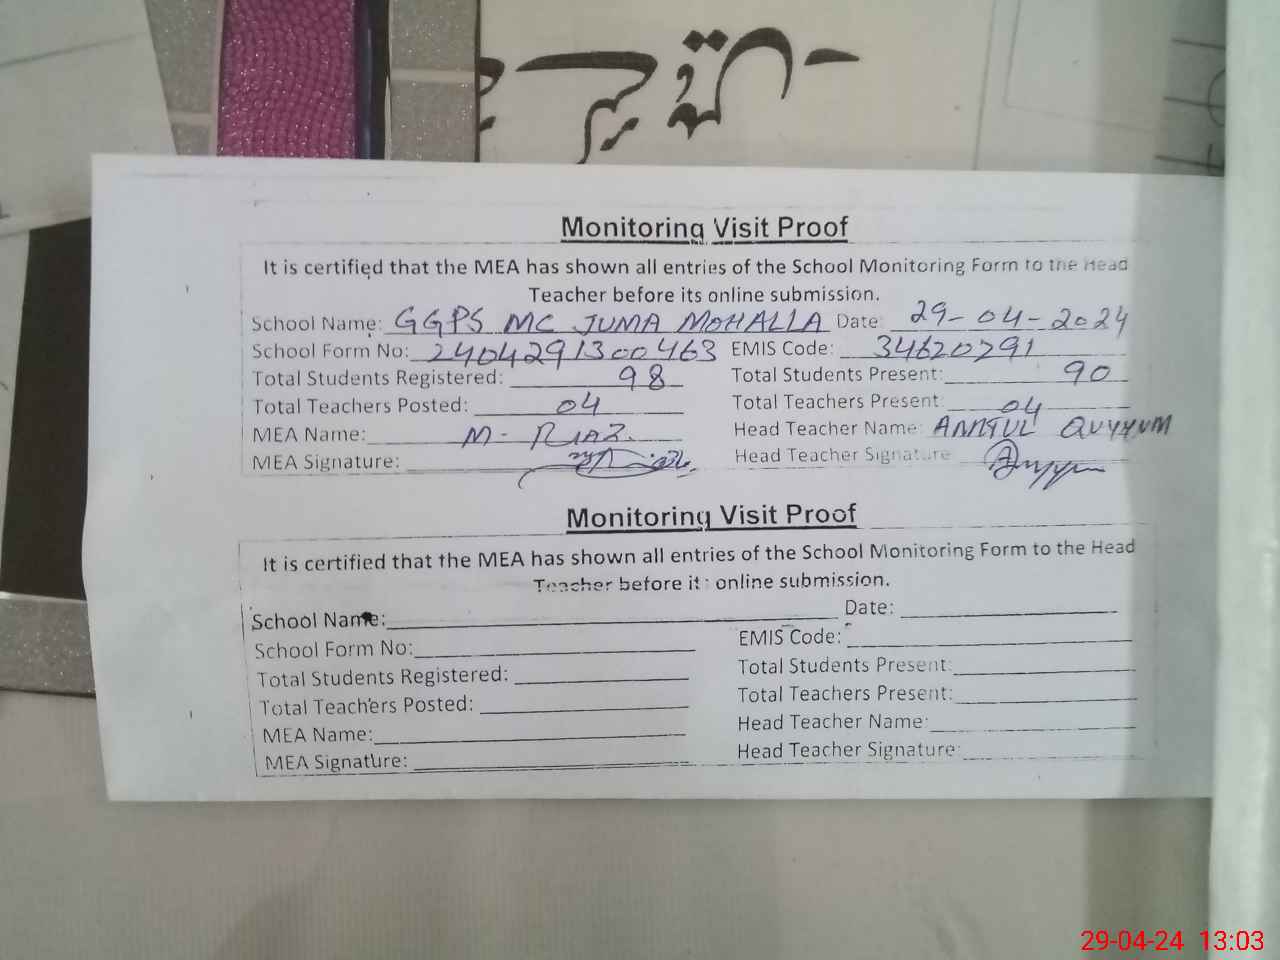 Monitoring Visit Proof
It is certified that the MEA has shown all entries of the School Monitoring Form to the Head
Teacher before its online submission.
School Name: GGPS MC JUMA MOHALLA Date: 29-04-2024
School Form No: 2404291300463 EMIS Code: 34620791
Total Students Registered: 98 Total Students Present: 90
Total Teachers Posted: 04 Total Teachers Present: 04
MEA Name: M. RIAZ Head Teacher Name: AMTUL QUYYUM
MEA Signature: Head Teacher Signature
Monitoring Visit Proof
It is certified that the MEA has shown all entries of the School Monitoring Form to the Head
Teacher before it: online submission.
School Name: Date:
School Form No: EMIS Code:
Total Students Registered: Total Students Present:
Total Teachers Posted: Total Teachers Present:
MEA Name: Head Teacher Name:
MEA Signature: Head Teacher Signature:
29-04-24 13:03